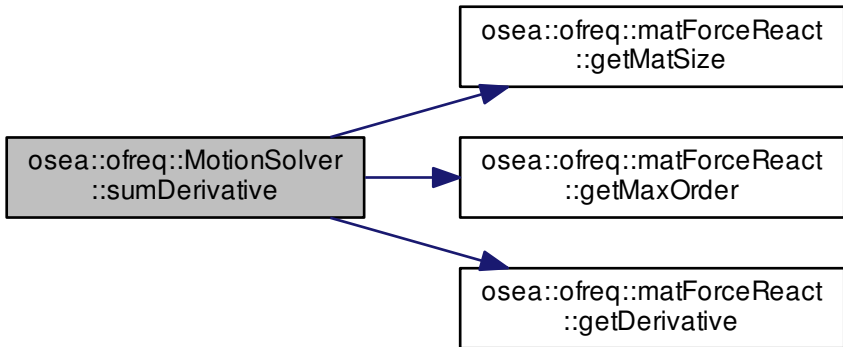 osea::ofreq::matForceReact
::getMatSize
osea::ofreq::MotionSolver
::sumDerivative
osea::ofreq::matForceReact
::getMaxOrder
osea::ofreq::matForceReact
::getDerivative